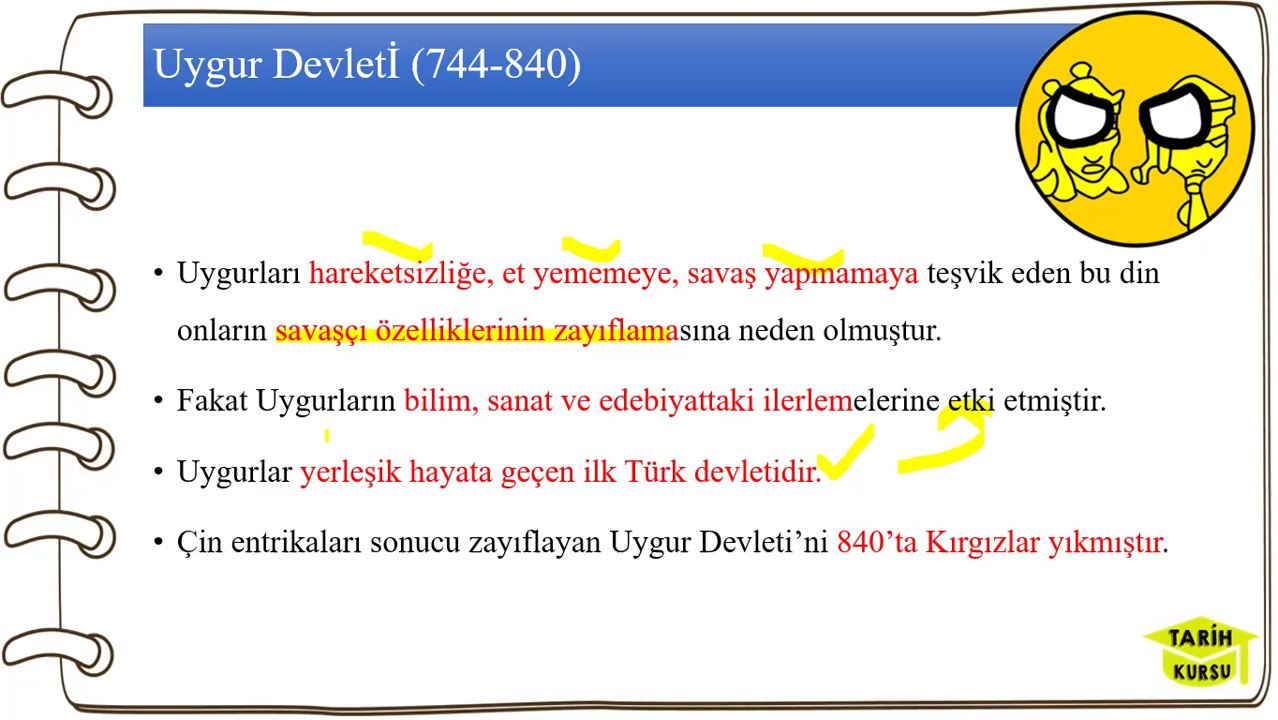 Uygur Devletİ (744-840)
• Uygurları hareketsizliğe, et yememeye, savaş yapmamaya teşvik eden bu din
onların savaşçı özelliklerinin zayıflamasına neden olmuştur.
• Fakat Uygurların bilim, sanat ve edebiyattaki ilerlemelerine etki etmiştir.
• Uygurlar yerleşik hayata geçen ilk Türk devletidir.
• Çin entrikaları sonucu zayıflayan Uygur Devleti’ni 840’ta Kırgızlar yıkmıştır.
TARİH
KURSU